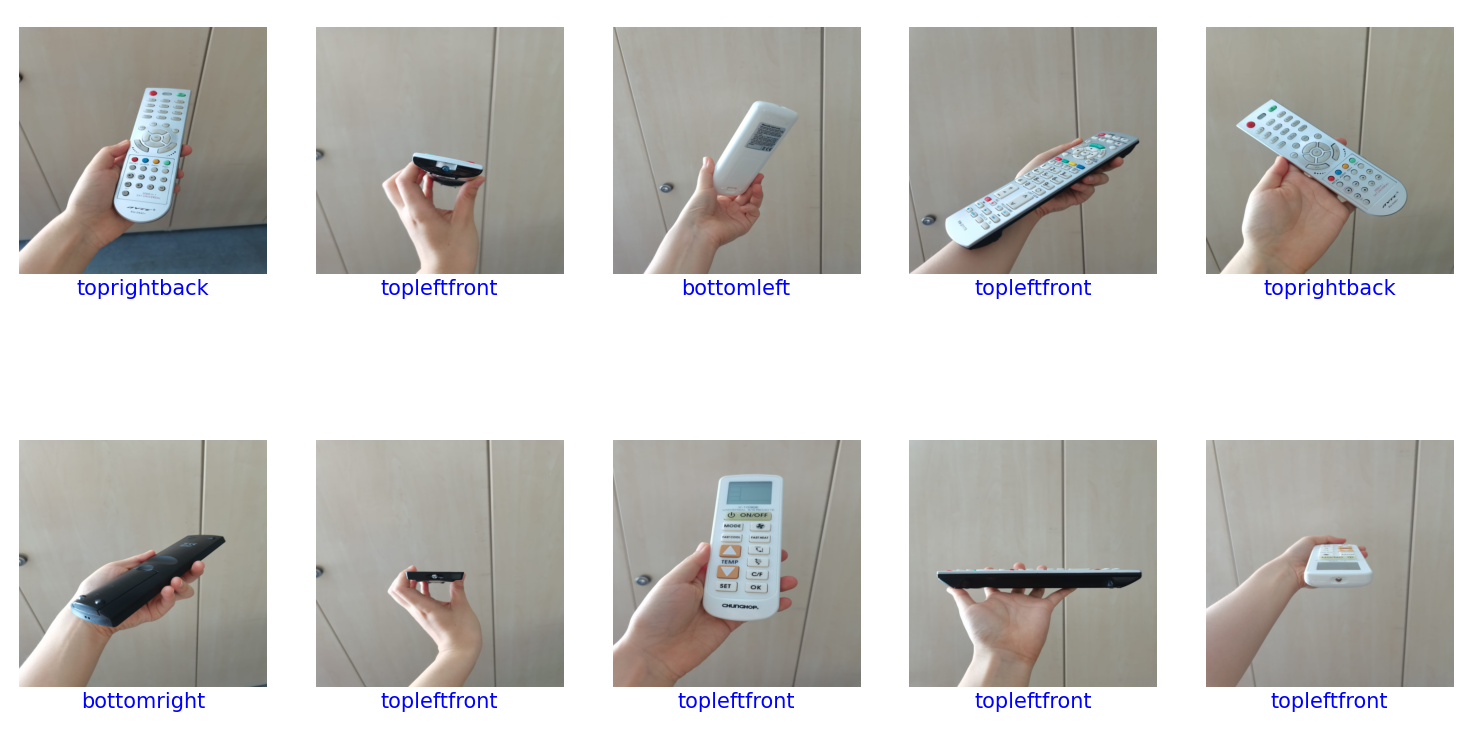 toprightback
topleftfront
bottomleft
topleftfront
toprightback
ON/OFF
MODE
TEMP
C/F
SET
OK
CHUNGHOP
bottomright
topleftfront
topleftfront
topleftfront
topleftfront